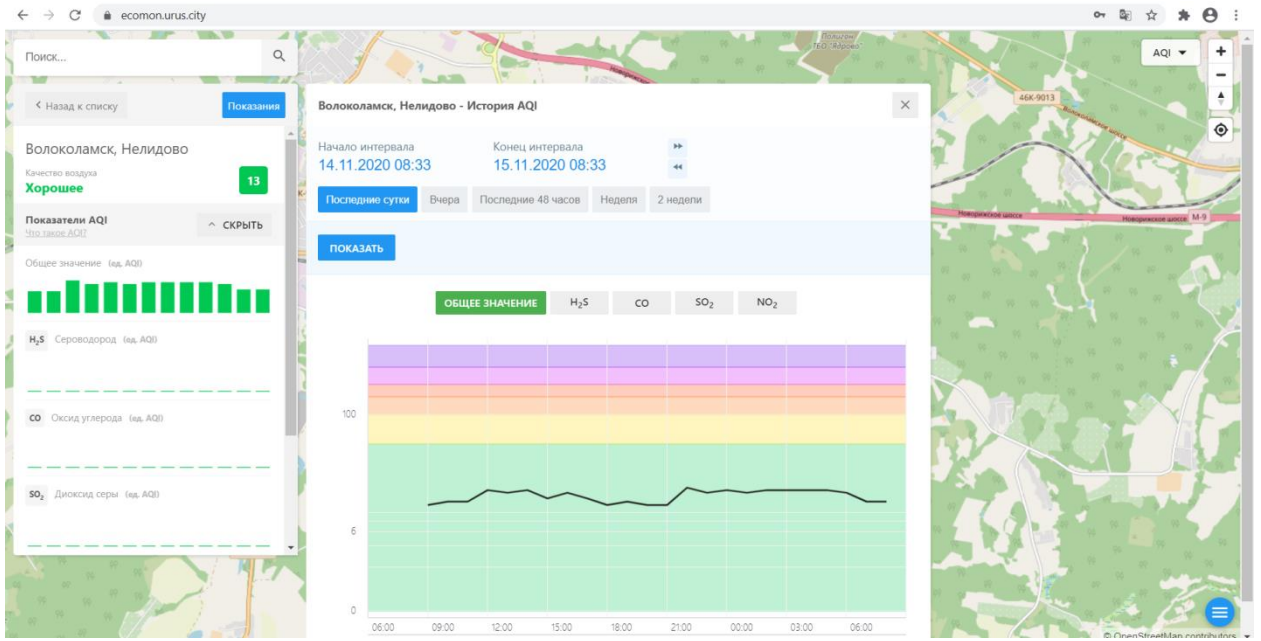 ecomon.urus.city
Поиск...
Назад к списку
Показания
Волоколамск, Нелидово
Качество воздуха
Хорошее
13
Показатели AQI
Что такое AQI?
СКРЫТЬ
Общее значение (ед. AQI)
H₂S Сероводород (ед. AQI)
CO Оксид углерода (ед. AQI)
SO₂ Диоксид серы (ед. AQI)
Волоколамск, Нелидово - История AQI
Начало интервала
14.11.2020 08:33
Конец интервала
15.11.2020 08:33
Последние сутки Вчера Последние 48 часов Неделя 2 недели
ПОКАЗАТЬ
ОБЩЕЕ ЗНАЧЕНИЕ H₂S CO SO₂ NO₂
100
6
0
06:00 09:00 12:00 15:00 18:00 21:00 00:00 03:00 06:00
Полигон
ТБО "Ядрово"
AQI
46К-9013
Волоколамское шоссе
Новорижское шоссе
Новорижское шоссе
М-9
© OpenStreetMap contributors